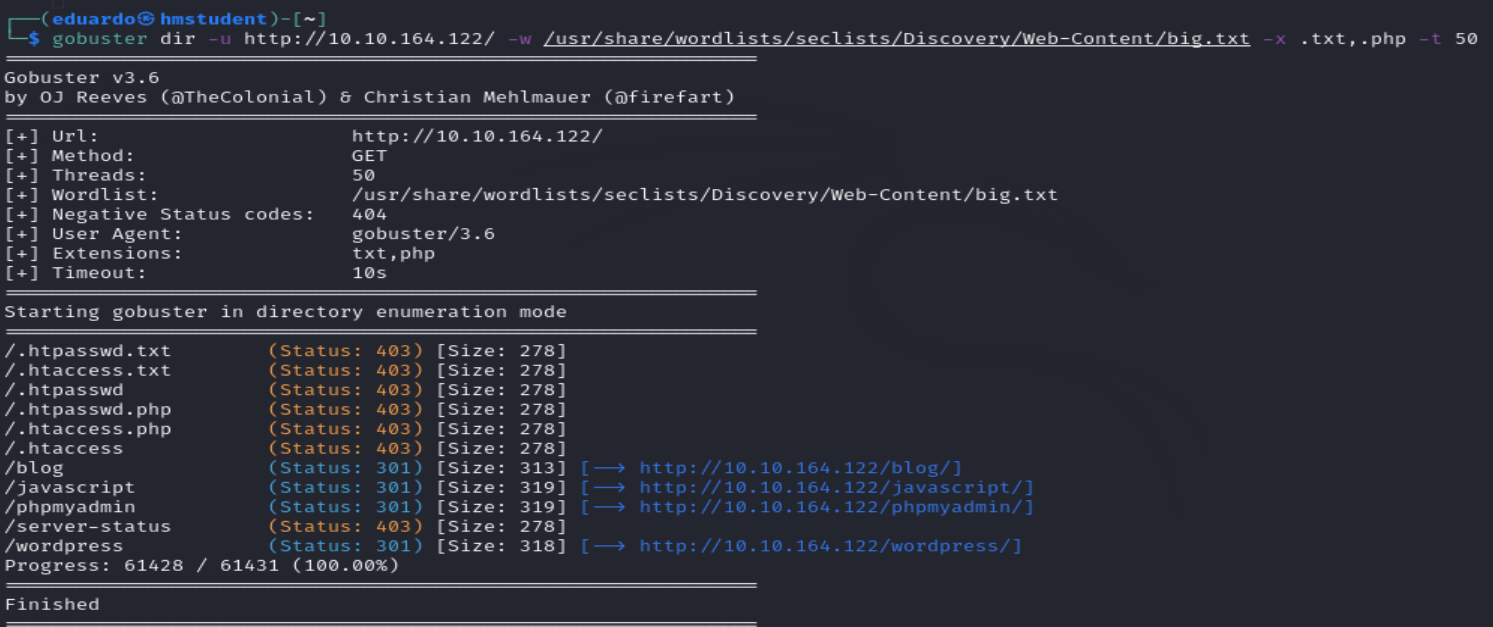 ┌──(eduardo㉿hmstudent)-[~]
└─$ gobuster dir -u http://10.10.164.122/ -w /usr/share/wordlists/seclists/Discovery/Web-Content/big.txt -x .txt,.php -t 50
===============================================================
Gobuster v3.6
by OJ Reeves (@TheColonial) & Christian Mehlmauer (@firefart)
===============================================================
[+] Url:                     http://10.10.164.122/
[+] Method:                  GET
[+] Threads:                 50
[+] Wordlist:                /usr/share/wordlists/seclists/Discovery/Web-Content/big.txt
[+] Negative Status codes:   404
[+] User Agent:              gobuster/3.6
[+] Extensions:              txt,php
[+] Timeout:                 10s
===============================================================
Starting gobuster in directory enumeration mode
===============================================================
/.htpasswd.txt        (Status: 403) [Size: 278]
/.htaccess.txt        (Status: 403) [Size: 278]
/.htpasswd            (Status: 403) [Size: 278]
/.htpasswd.php        (Status: 403) [Size: 278]
/.htaccess.php        (Status: 403) [Size: 278]
/.htaccess            (Status: 403) [Size: 278]
/blog                 (Status: 301) [Size: 313] [--> http://10.10.164.122/blog/]
/javascript           (Status: 301) [Size: 319] [--> http://10.10.164.122/javascript/]
/phpmyadmin           (Status: 301) [Size: 319] [--> http://10.10.164.122/phpmyadmin/]
/server-status        (Status: 403) [Size: 278]
/wordpress            (Status: 301) [Size: 318] [--> http://10.10.164.122/wordpress/]
Progress: 61428 / 61431 (100.00%)
===============================================================
Finished
===============================================================